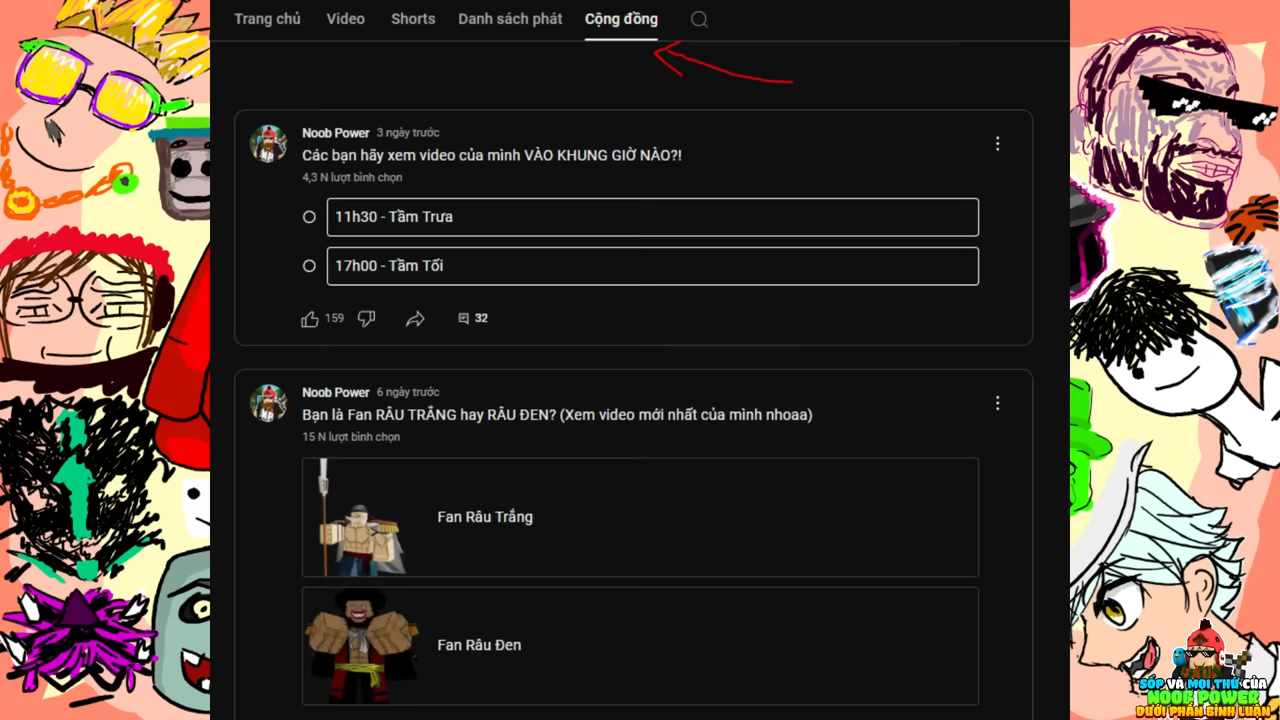 Trang chủ Video Shorts Danh sách phát Cộng đồng
Noob Power 3 ngày trước
Các bạn hãy xem video của mình VÀO KHUNG GIỜ NÀO?!
4,3 N lượt bình chọn
11h30 - Tầm Trưa
17h00 - Tầm Tối
159 32
Noob Power 6 ngày trước
Bạn là Fan RÂU TRẮNG hay RÂU ĐEN? (Xem video mới nhất của mình nhoaa)
15 N lượt bình chọn
Fan Râu Trắng
Fan Râu Đen
SỐP VÀ MỌI THỨ CỦA
NOOB POWER
DƯỚI PHẦN BÌNH LUẬN